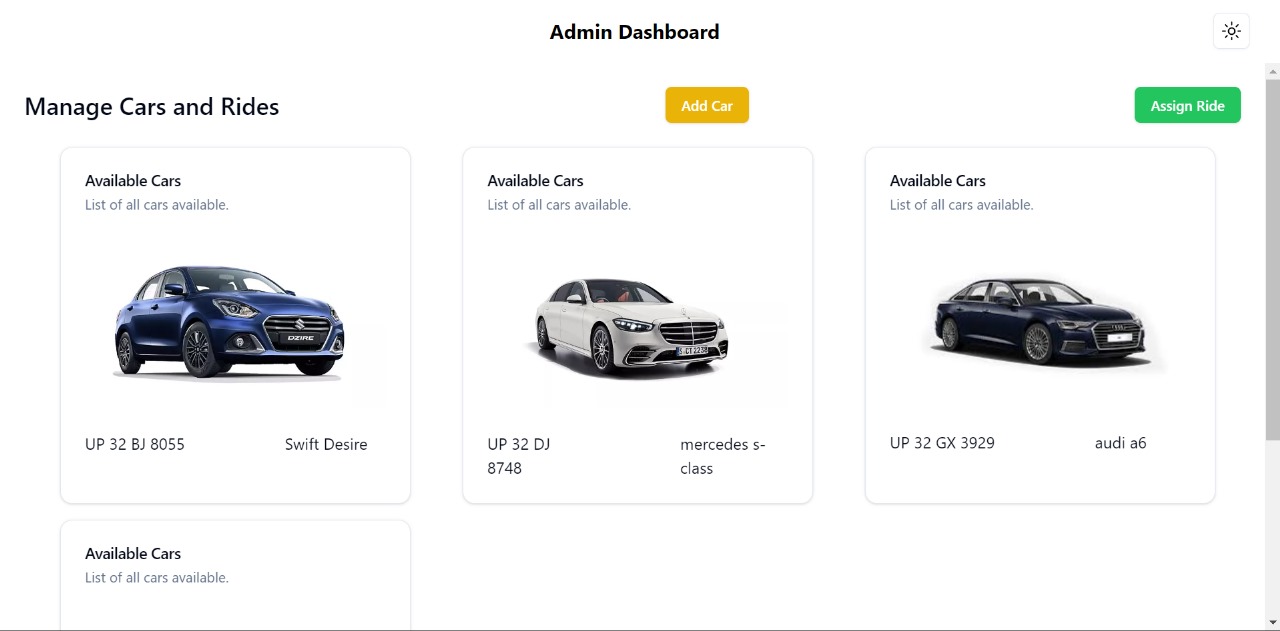 Admin Dashboard
Manage Cars and Rides
Add Car
Assign Ride
Available Cars
List of all cars available.
DZIRE
UP 32 BJ 8055
Swift Desire
Available Cars
List of all cars available.
S CT 2238
UP 32 DJ
8748
mercedes s-
class
Available Cars
List of all cars available.
UP 32 GX 3929
audi a6
Available Cars
List of all cars available.